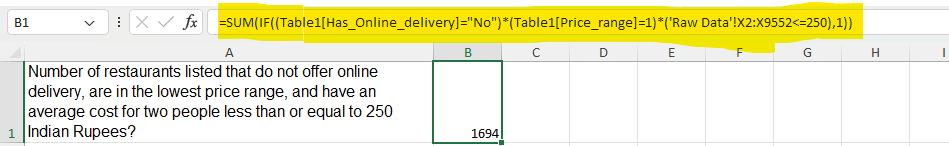 B1 fx =SUM(IF((Table1[Has_Online_delivery]="No")*(Table1[Price_range]=1)*('Raw Data'!X2:X9552<=250),1))
A B C D E F G H I
Number of restaurants listed that do not offer online
delivery, are in the lowest price range, and have an
average cost for two people less than or equal to 250
1 Indian Rupees? 1694